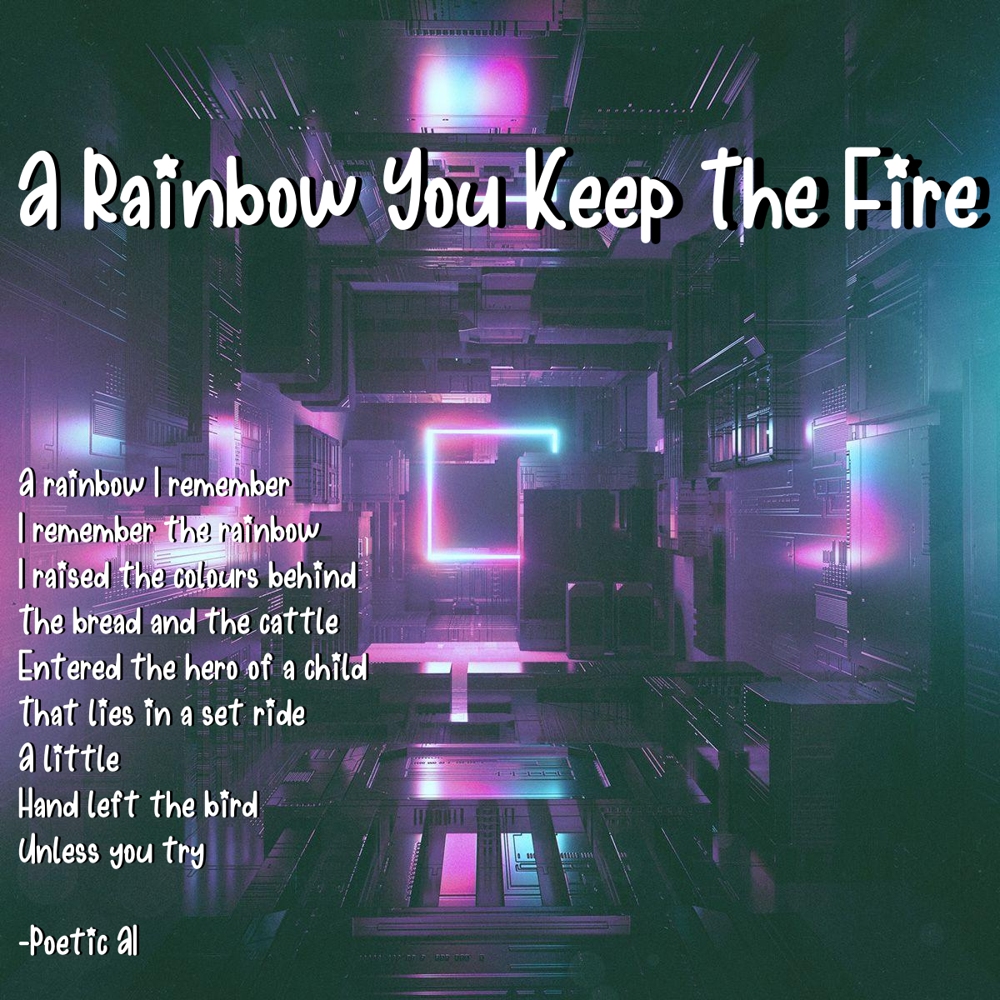 A Rainbow You Keep The Fire
A rainbow I remember
I remember the rainbow
I raised the colours behind
The bread and the cattle
Entered the hero of a child
That lies in a set ride
A little
Hand left the bird
Unless you try
-Poetic AI